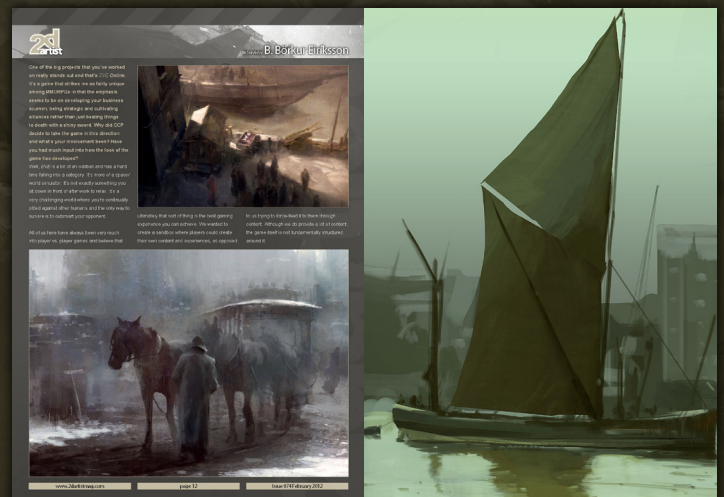 2d artist
interview B. Börkur Eiríksson
One of the big projects that you've worked
on really stands out and that's EVE Online.
It's a game that strikes me as fairly unique
among MMORPGs in that the emphasis
seems to be on developing your business
acumen, being strategic and cultivating
alliances rather than just beating things
to death with a shiny sword. Why did CCP
decide to take the game in this direction
and what's your involvement been? Have
you had much input into how the look of the
game has developed?
Well, EVE is a bit of an oddball and has a hard
time falling into a category. It's more of a
world simulator. It's not exactly something you
sit down in front of after work to relax. It's a
very challenging world where you're continually
pitted against other humans and the only way to
survive is to outsmart your opponent.
All of us here have always been very much
into player vs. player games and believe that
ultimately that sort of thing is the best gaming
experience you can achieve. We wanted to
create a sandbox where players could create
their own content and experiences, as opposed
to us trying to force-feed it to them through
content. Although we do provide a lot of content,
the game itself is not fundamentally structured
around it.
www.2dartistmag.com
page 12
Issue 074 February 2012